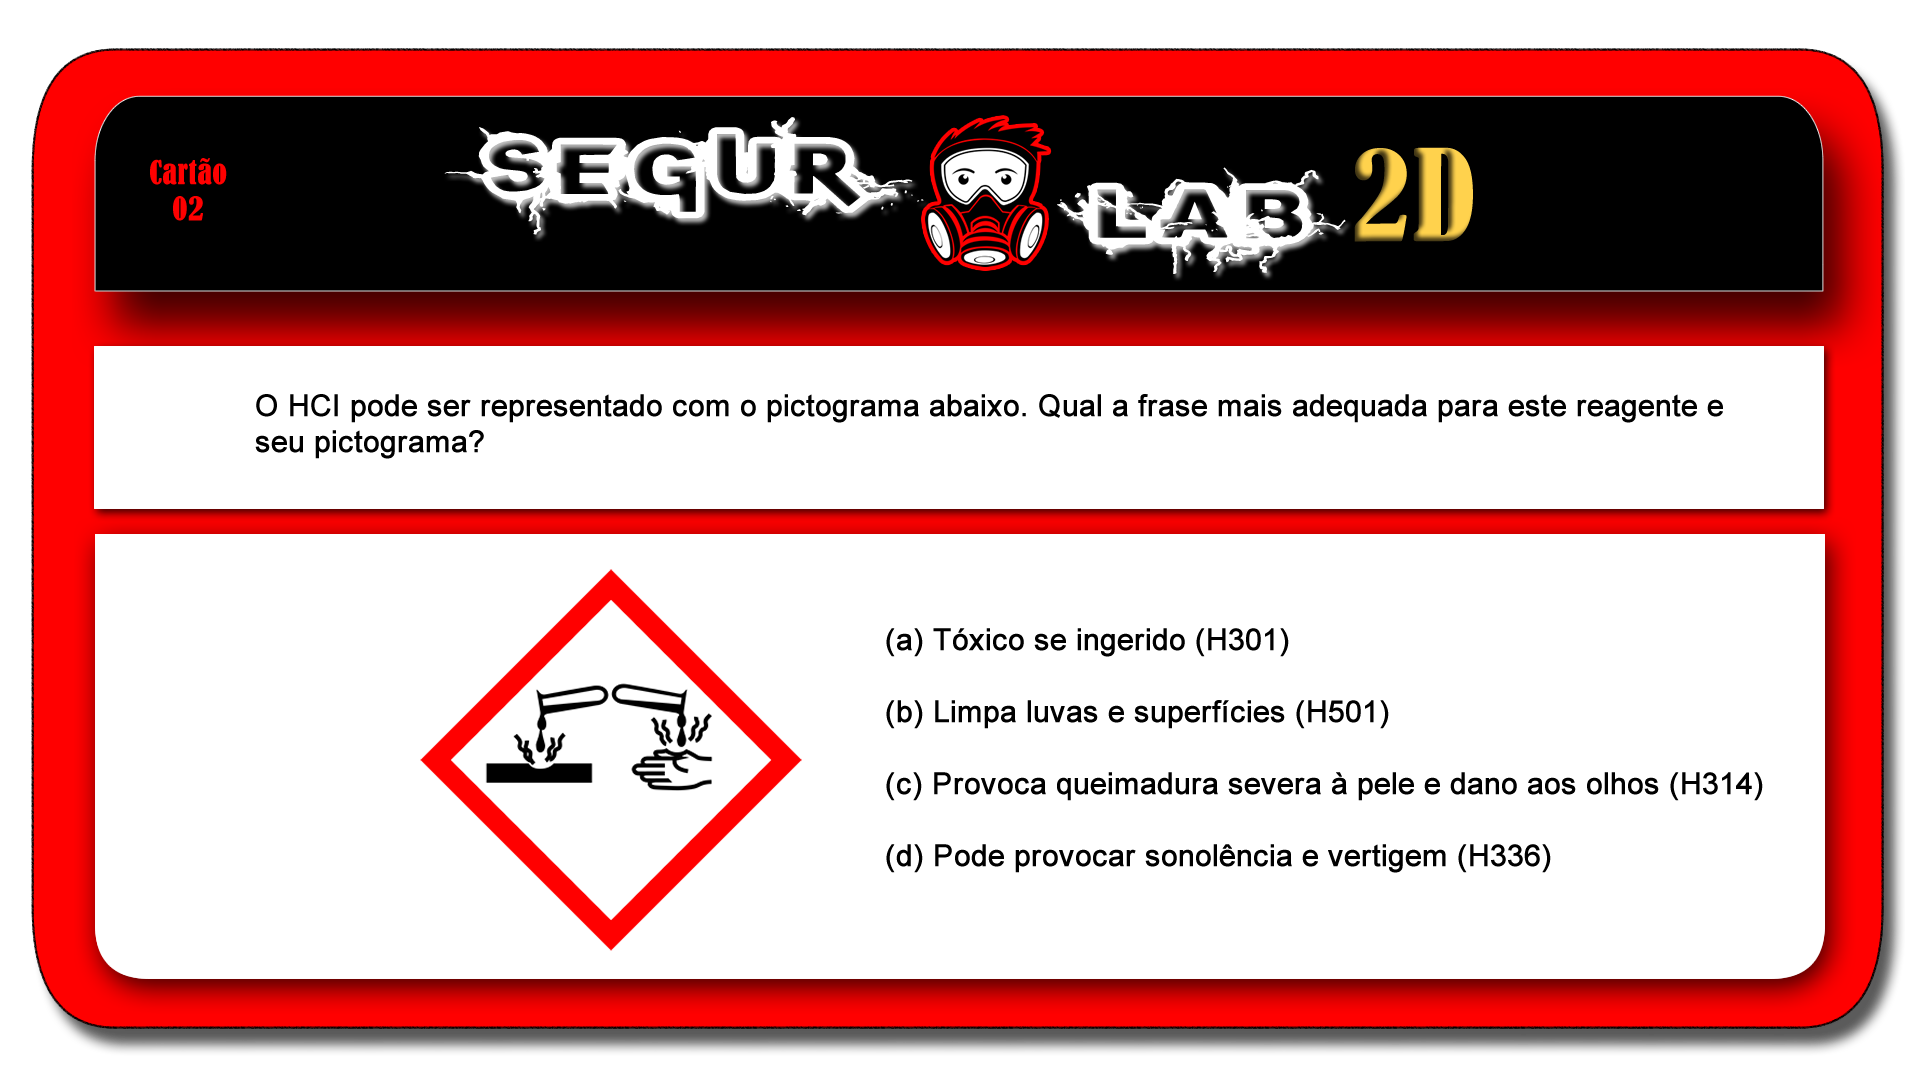 Cartão
02
SEGUR LAB 2D
O HCl pode ser representado com o pictograma abaixo. Qual a frase mais adequada para este reagente e
seu pictograma?
(a) Tóxico se ingerido (H301)
(b) Limpa luvas e superfícies (H501)
(c) Provoca queimadura severa à pele e dano aos olhos (H314)
(d) Pode provocar sonolência e vertigem (H336)